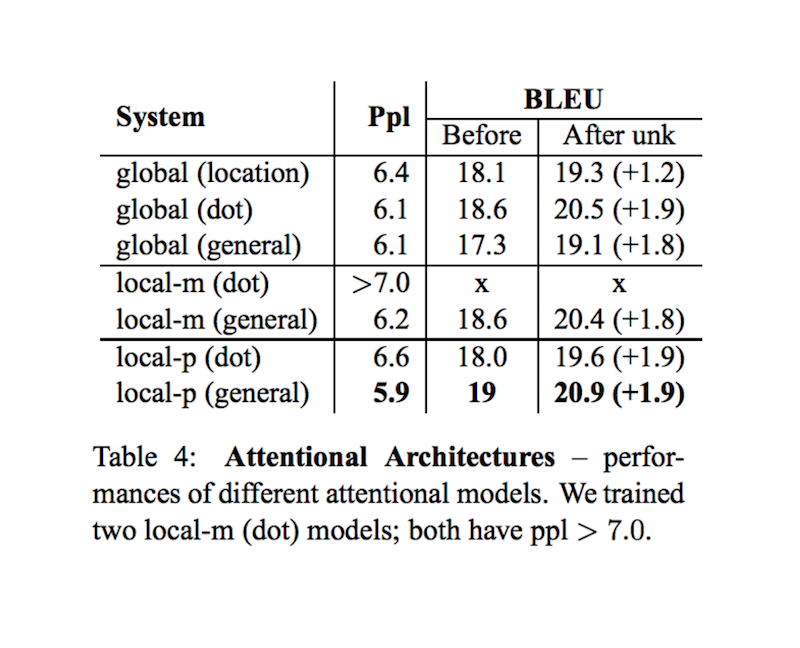 System Ppl BLEU
Before After unk
global (location) 6.4 18.1 19.3 (+1.2)
global (dot) 6.1 18.6 20.5 (+1.9)
global (general) 6.1 17.3 19.1 (+1.8)
local-m (dot) >7.0 x x
local-m (general) 6.2 18.6 20.4 (+1.8)
local-p (dot) 6.6 18.0 19.6 (+1.9)
local-p (general) 5.9 19 20.9 (+1.9)
Table 4: Attentional Architectures – perfor-
mances of different attentional models. We trained
two local-m (dot) models; both have ppl > 7.0.